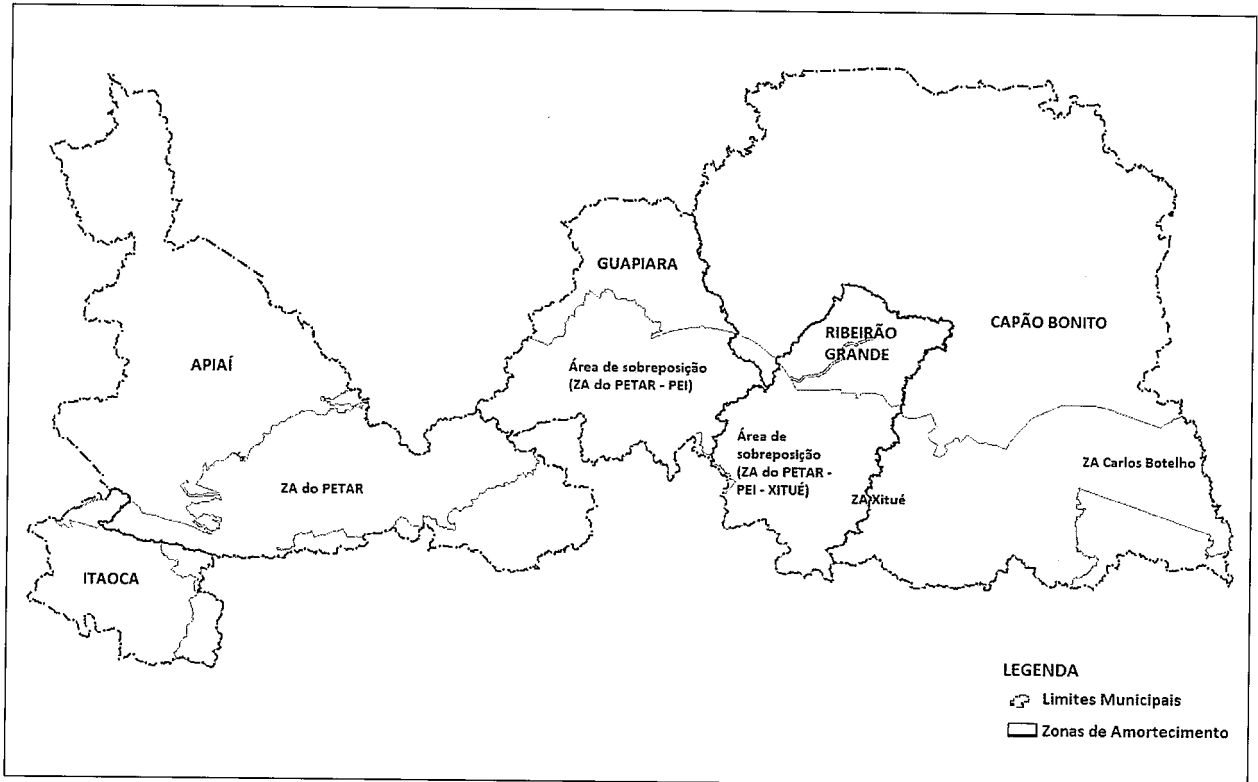 GUAPIARA
CAPÃO BONITO
RIBEIRÃO
GRANDE
APIAÍ
Área de sobreposição
(ZA do PETAR - PEI)
Área de
sobreposição
(ZA do PETAR -
PEI - XITUÉ)
ZA Carlos Botelho
ZA do PETAR
ZA Xitué
ITAOCA
LEGENDA
Limites Municipais
Zonas de Amortecimento